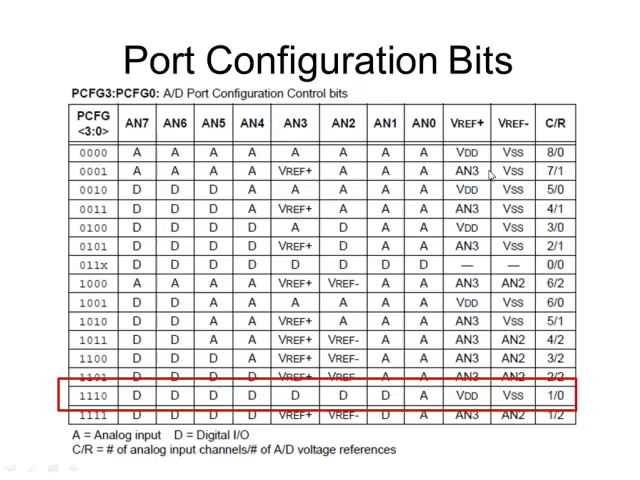 Port Configuration Bits
PCFG3:PCFG0: A/D Port Configuration Control bits
PCFG <3:0> AN7 AN6 AN5 AN4 AN3 AN2 AN1 AN0 VREF+ VREF- C/R
0000 A A A A A A A A VDD VSS 8/0
0001 A A A A VREF+ A A A AN3 VSS 7/1
0010 D D D A A A A A VDD VSS 5/0
0011 D D D A VREF+ A A A AN3 VSS 4/1
0100 D D D D A D A A VDD VSS 3/0
0101 D D D D VREF+ D A A AN3 VSS 2/1
011x D D D D D D D D — — 0/0
1000 A A A A VREF+ VREF- A A AN3 AN2 6/2
1001 D D A A A A A A VDD VSS 6/0
1010 D D A A VREF+ A A A AN3 VSS 5/1
1011 D D A A VREF+ VREF- A A AN3 AN2 4/2
1100 D D D A VREF+ VREF- A A AN3 AN2 3/2
1101 D D D D VREF+ VREF- A A AN3 AN2 2/2
1110 D D D D D D D A VDD VSS 1/0
1111 D D D D VREF+ VREF- D A AN3 AN2 1/2
A = Analog input D = Digital I/O
C/R = # of analog input channels/# of A/D voltage references